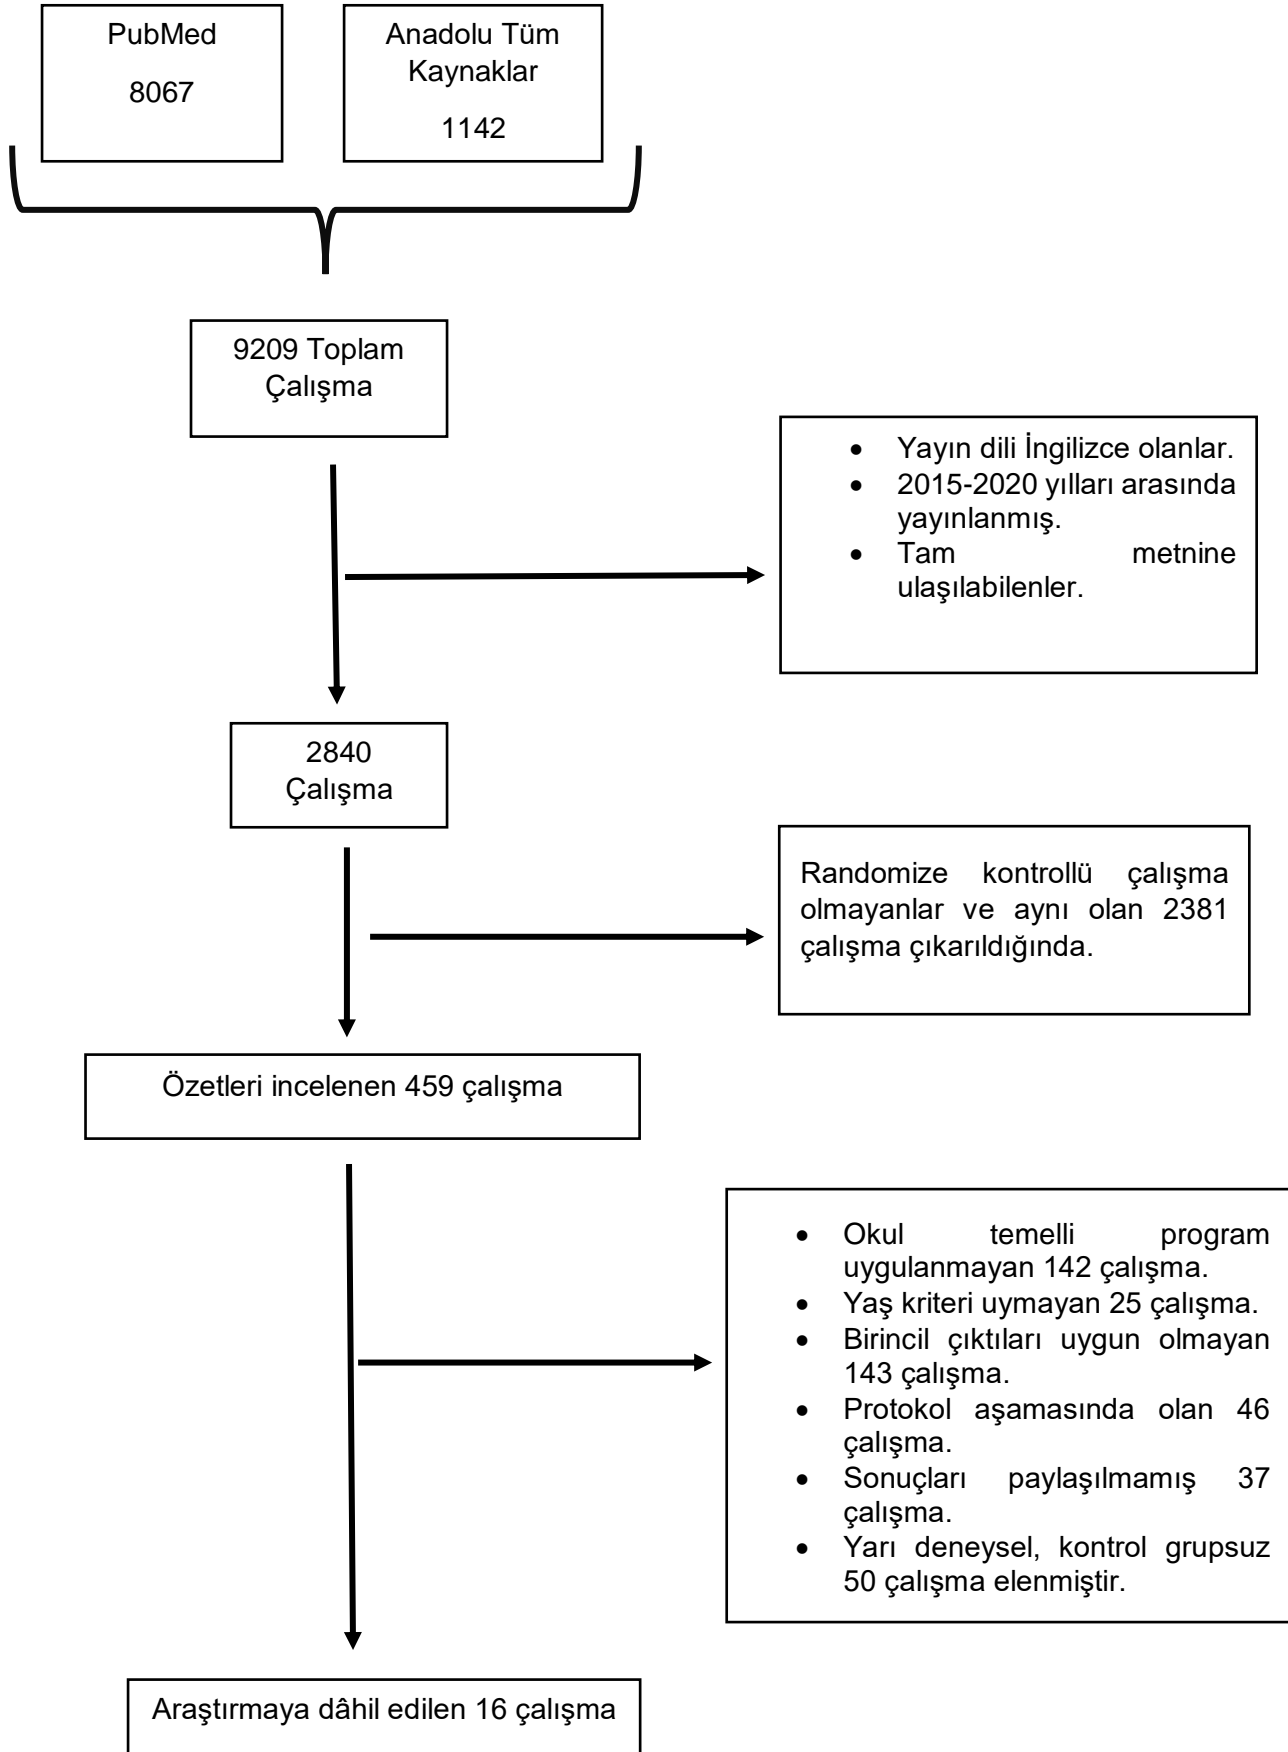 PubMed
8067
Anadolu Tüm
Kaynaklar
1142
9209 Toplam
Çalışma
• Yayın dili İngilizce olanlar.
• 2015-2020 yılları arasında
yayınlanmış.
• Tam metnine
ulaşılabilenler.
2840
Çalışma
Randomize kontrollü çalışma
olmayanlar ve aynı olan 2381
çalışma çıkarıldığında.
Özetleri incelenen 459 çalışma
• Okul temelli program
uygulanmayan 142 çalışma.
• Yaş kriteri uymayan 25 çalışma.
• Birincil çıktıları uygun olmayan
143 çalışma.
• Protokol aşamasında olan 46
çalışma.
• Sonuçları paylaşılmamış 37
çalışma.
• Yarı deneysel, kontrol grupsuz
50 çalışma elenmiştir.
Araştırmaya dâhil edilen 16 çalışma